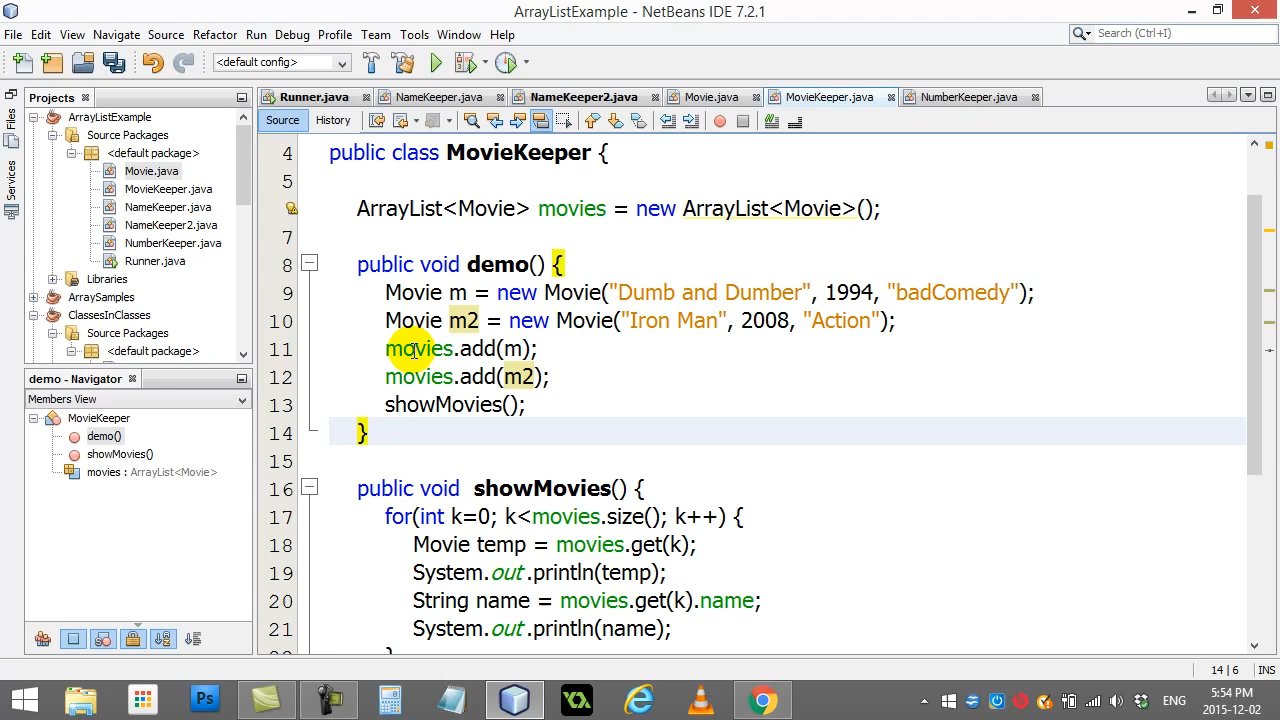 ArrayListExample - NetBeans IDE 7.2.1
File Edit View Navigate Source Refactor Run Debug Profile Team Tools Window Help
Search (Ctrl+I)
<default config>
Projects
Runner.java NameKeeper.java NameKeeper2.java Movie.java MovieKeeper.java NumberKeeper.java
Source History
Files
Services
ArrayListExample
Source Packages
<default package>
Movie.java
MovieKeeper.java
NameKeeper.java
NameKeeper2.java
NumberKeeper.java
Runner.java
Libraries
ArraySamples
ClassesInClasses
Source Packages
<default package>
demo - Navigator
Members View
MovieKeeper
demo()
showMovies()
movies : ArrayList<Movie>
4 public class MovieKeeper {
5
6 ArrayList<Movie> movies = new ArrayList<Movie>();
7
8 public void demo() {
9 Movie m = new Movie("Dumb and Dumber", 1994, "badComedy");
10 Movie m2 = new Movie("Iron Man", 2008, "Action");
11 movies.add(m);
12 movies.add(m2);
13 showMovies();
14 }
15
16 public void showMovies() {
17 for(int k=0; k<movies.size(); k++) {
18 Movie temp = movies.get(k);
19 System.out.println(temp);
20 String name = movies.get(k).name;
21 System.out.println(name);
14 | 6 INS
Ps
ENG
5:54 PM
2015-12-02